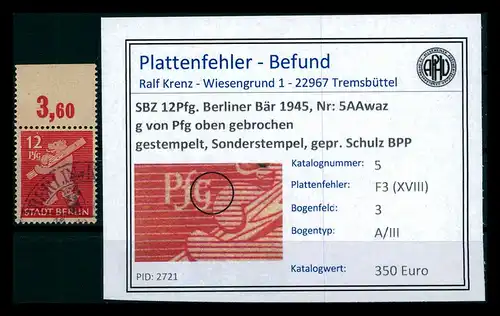 3,60
12
Pfg
STADT BERLIN
Plattenfehler - Befund
Ralf Krenz - Wiesengrund 1 - 22967 Tremsbüttel
SBZ 12Pfg. Berliner Bär 1945, Nr: 5AAwaz
g von Pfg oben gebrochen
gestempelt, Sonderstempel, gepr. Schulz BPP
Pfg
Katalognummer: 5
Plattenfehler: F3 (XVIII)
Bogenfeld: 3
Bogentyp: A/III
PID: 2721
Katalogwert: 350 Euro